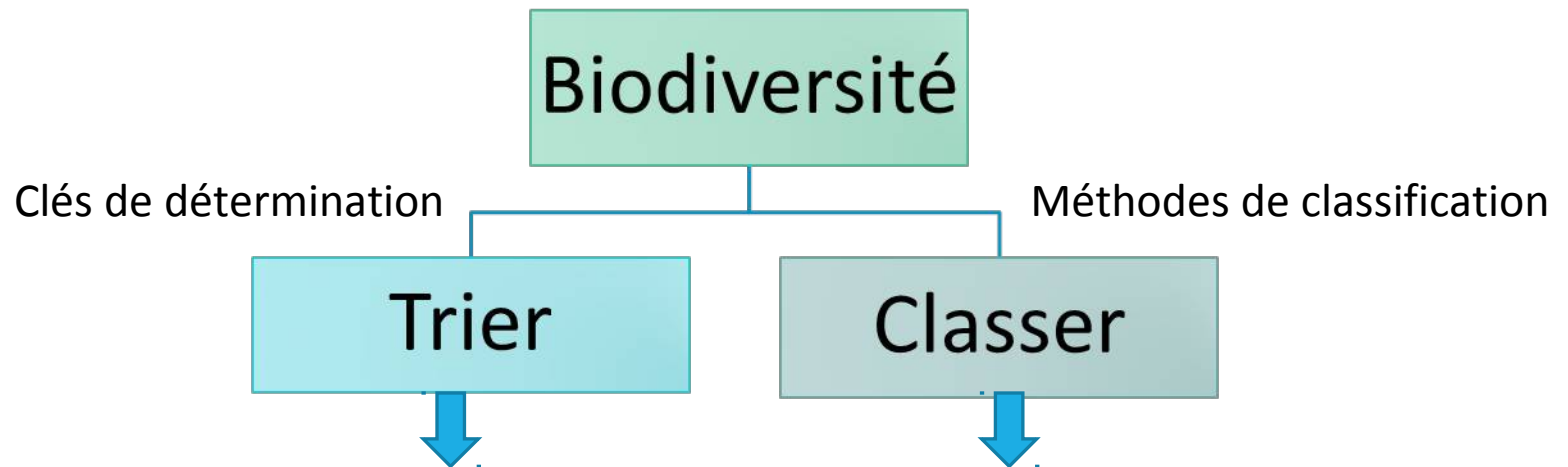 Biodiversité
Clés de détermination
Méthodes de classification
Trier
Classer